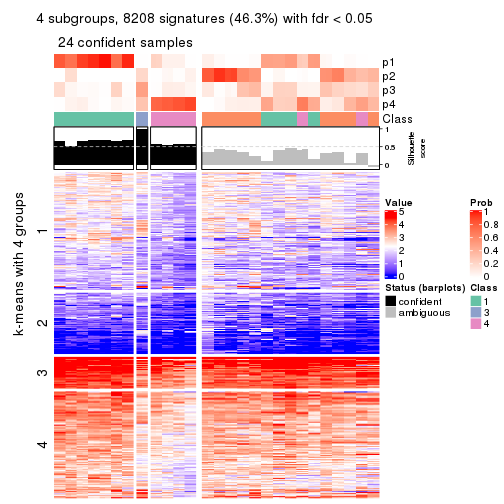 4 subgroups, 8208 signatures (46.3%) with fdr < 0.05
24 confident samples
p1
p2
p3
p4
Class
1
0.5
0
Silhouette
score
k-means with 4 groups
1
2
3
4
Value
5
4
3
2
1
0
Prob
1
0.8
0.6
0.4
0.2
0
Status (barplots)
confident
ambiguous
Class
1
3
4